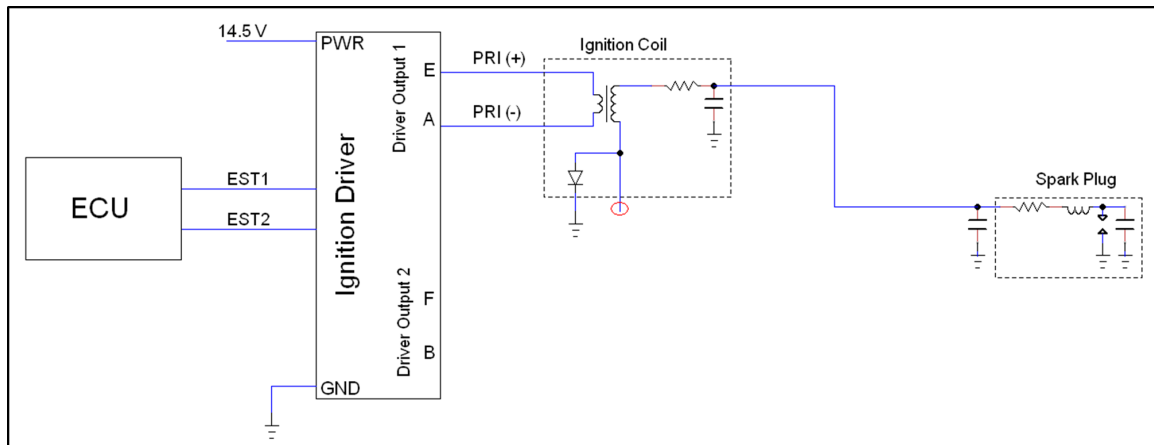 14.5 V
PWR
Driver Output 1
E
A
PRI (+)
PRI (-)
Ignition Coil
ECU
EST1
EST2
Ignition Driver
Spark Plug
Driver Output 2
F
B
GND